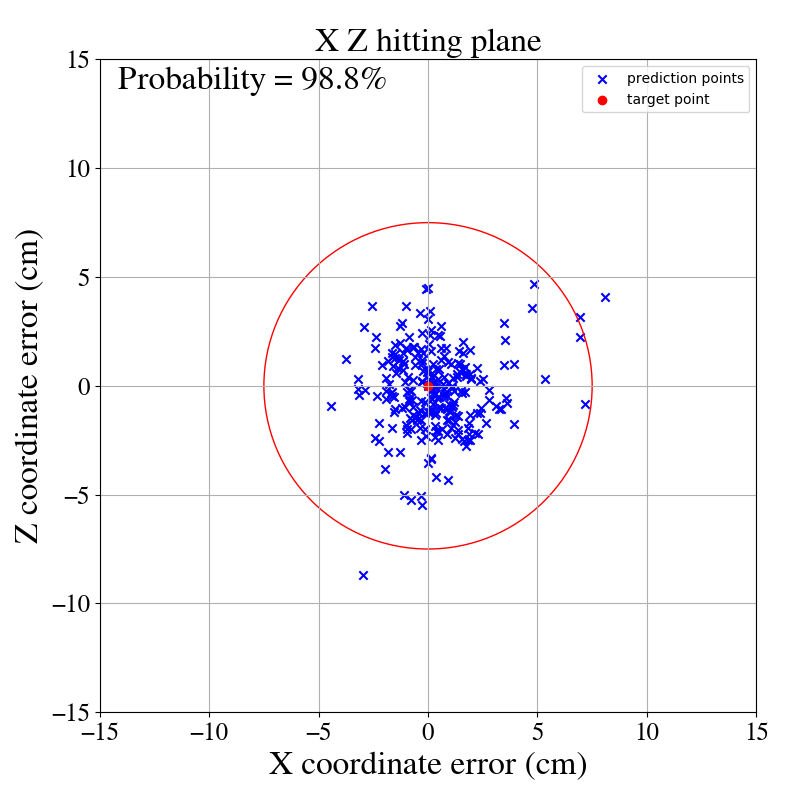 X Z hitting plane
Probability = 98.8%
prediction points
target point
Z coordinate error (cm)
15
10
5
0
−5
−10
−15
−15
−10
−5
0
5
10
15
X coordinate error (cm)